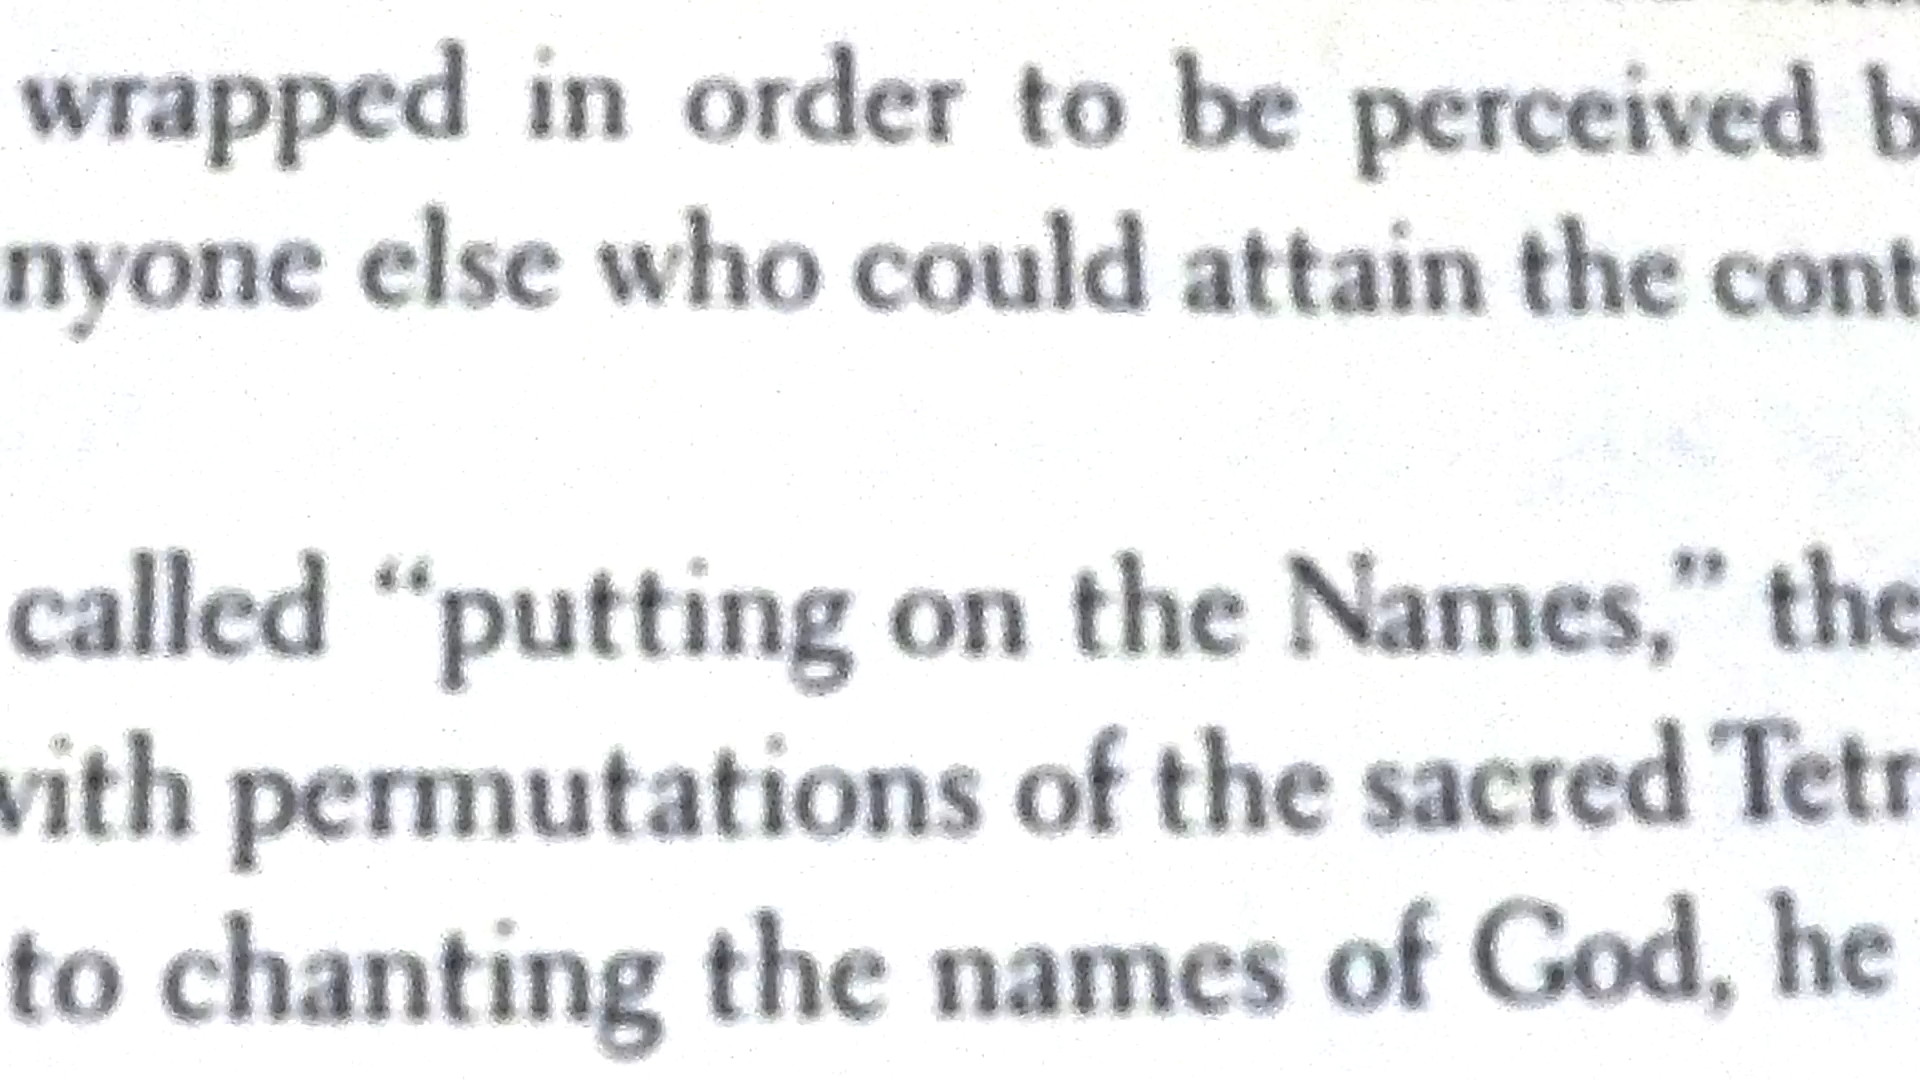 wrapped in order to be perceived b
nyone else who could attain the cont
called “putting on the Names,” the
with permutations of the sacred Tetr
to chanting the names of God, he